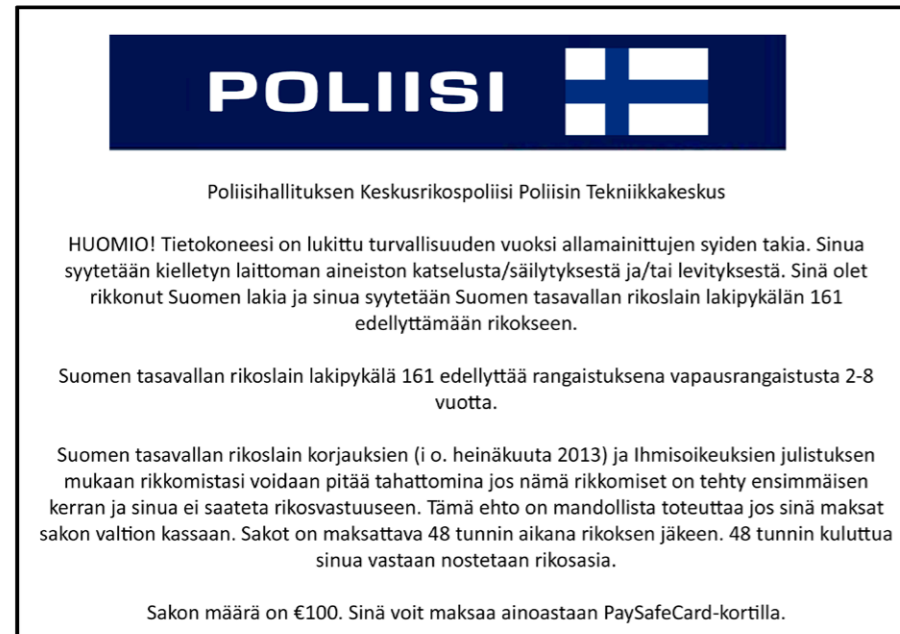 POLIISI
Poliisihallituksen Keskusrikospoliisi Poliisin Tekniikkakeskus
HUOMIO! Tietokoneesi on lukittu turvallisuuden vuoksi allamainittujen syiden takia. Sinua
syytetään kielletyn laittoman aineiston katselusta/säilytyksestä ja/tai levityksestä. Sinä olet
rikkonut Suomen lakia ja sinua syytetään Suomen tasavallan rikoslain lakipykälän 161
edellyttämään rikokseen.
Suomen tasavallan rikoslain lakipykälä 161 edellyttää rangaistuksena vapausrangaistusta 2-8
vuotta.
Suomen tasavallan rikoslain korjauksien (i o. heinäkuuta 2013) ja Ihmisoikeuksien julistuksen
mukaan rikkomistasi voidaan pitää tahattomina jos nämä rikkomiset on tehty ensimmäisen
kerran ja sinua ei saateta rikosvastuuseen. Tämä ehto on mandollista toteuttaa jos sinä maksat
sakon valtion kassaan. Sakot on maksattava 48 tunnin aikana rikoksen jäkeen. 48 tunnin kuluttua
sinua vastaan nostetaan rikosasia.
Sakon määrä on €100. Sinä voit maksaa ainoastaan PaySafeCard-kortilla.